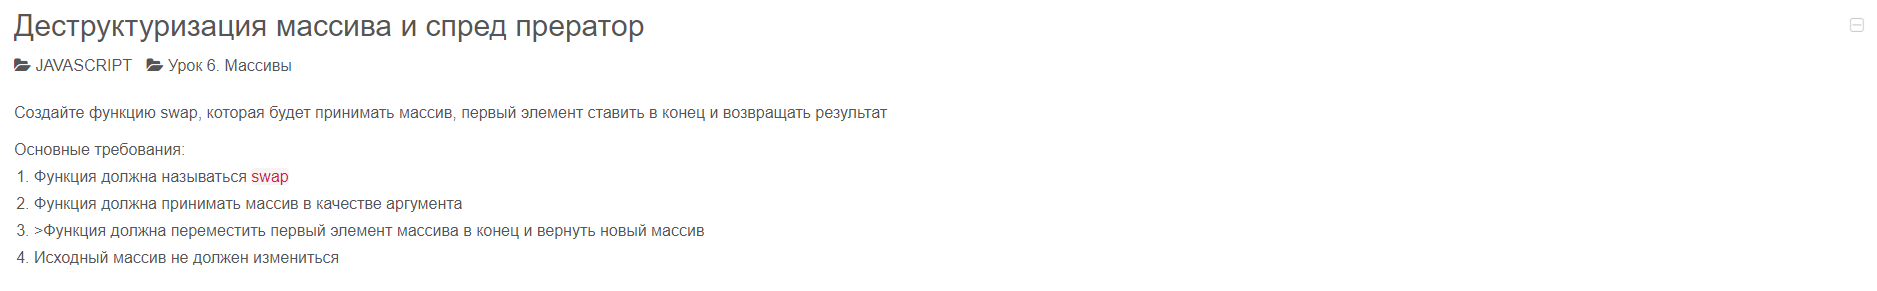 Деструктуризация массива и спред прератор
JAVASCRIPT Урок 6. Массивы
Создайте функцию swap, которая будет принимать массив, первый элемент ставить в конец и возвращать результат
Основные требования:
1. Функция должна называться swap
2. Функция должна принимать массив в качестве аргумента
3. >Функция должна переместить первый элемент массива в конец и вернуть новый массив
4. Исходный массив не должен измениться